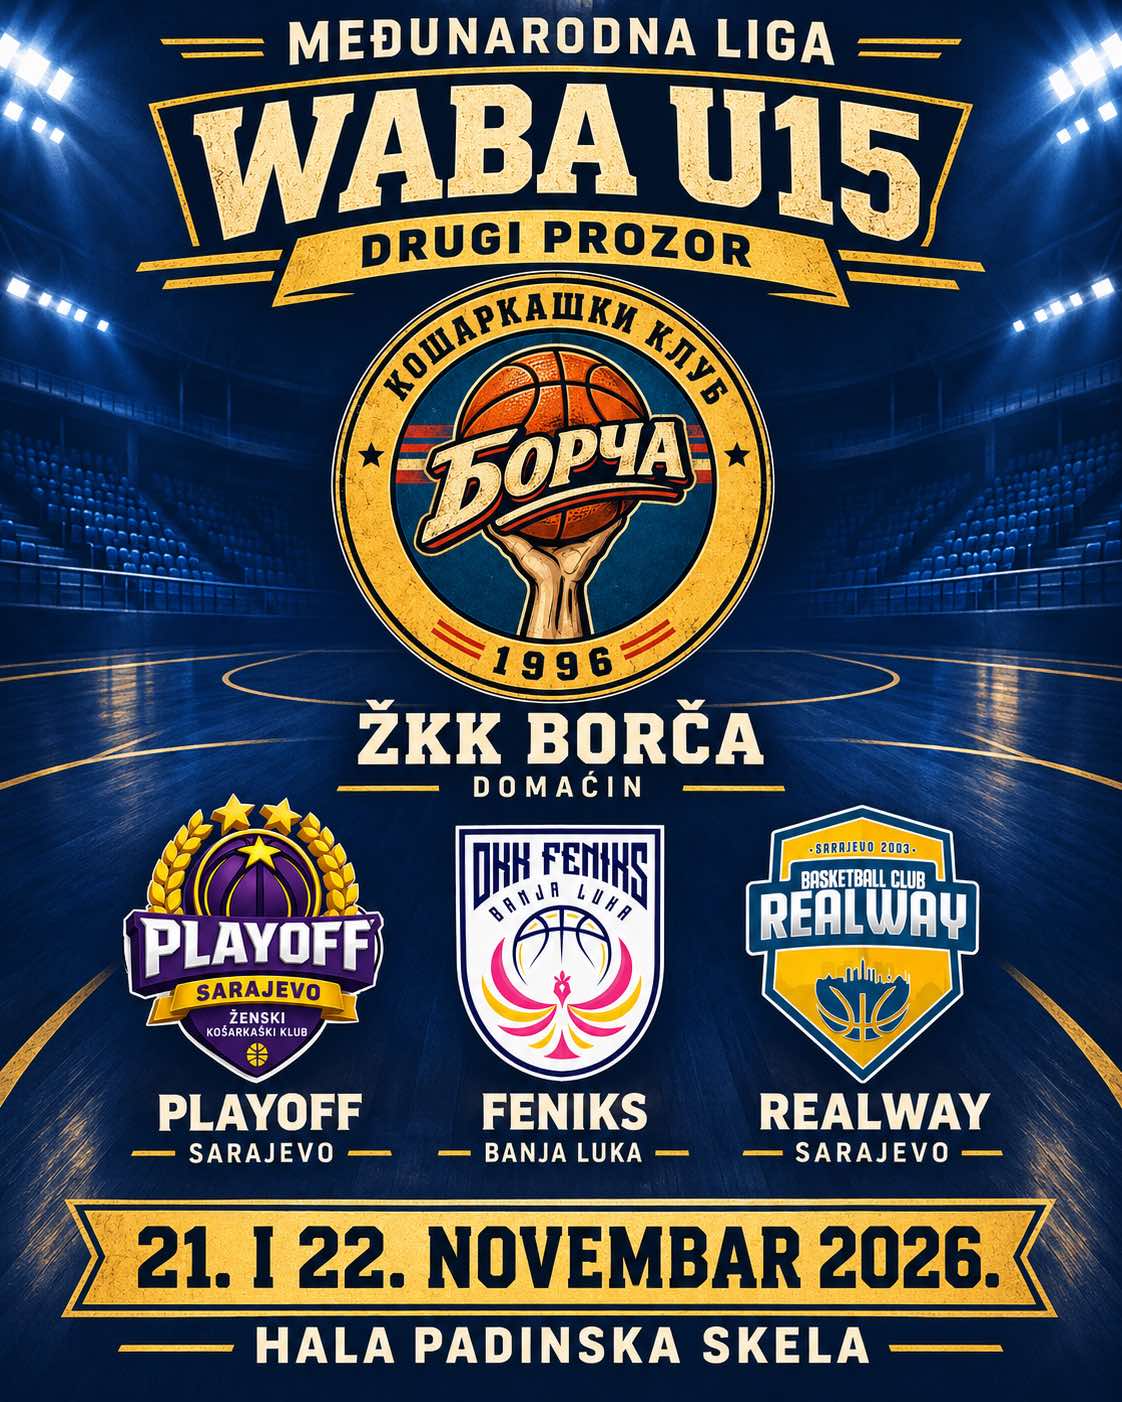 MEĐUNARODNA LIGA
WABA U15
DRUGI PROZOR
КОШАРКАШКИ КЛУБ
БОРЧА
1996
ŽKK BORČA
DOMAĆIN
PLAYOFF
SARAJEVO
ŽENSKI
KOŠARKAŠKI KLUB
OKK FENIKS
BANJA LUKA
·SARAJEVO 2003·
BASKETBALL CLUB
REALWAY
PLAYOFF
SARAJEVO
FENIKS
BANJA LUKA
REALWAY
SARAJEVO
21. I 22. NOVEMBAR 2026.
HALA PADINSKA SKELA